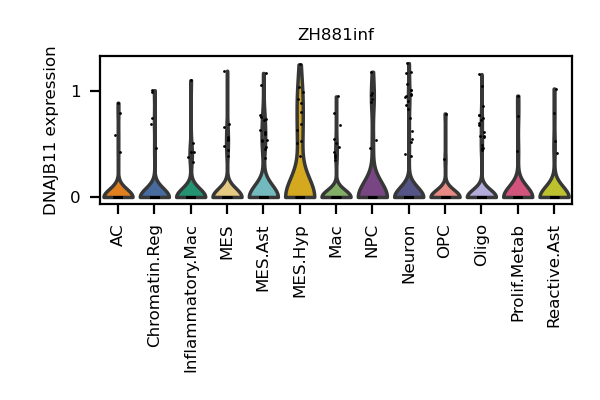 ZH881inf
DNAJB11 expression
1
0
AC
Chromatin.Reg
Inflammatory.Mac
MES
MES.Ast
MES.Hyp
Mac
NPC
Neuron
OPC
Oligo
Prolif.Metab
Reactive.Ast